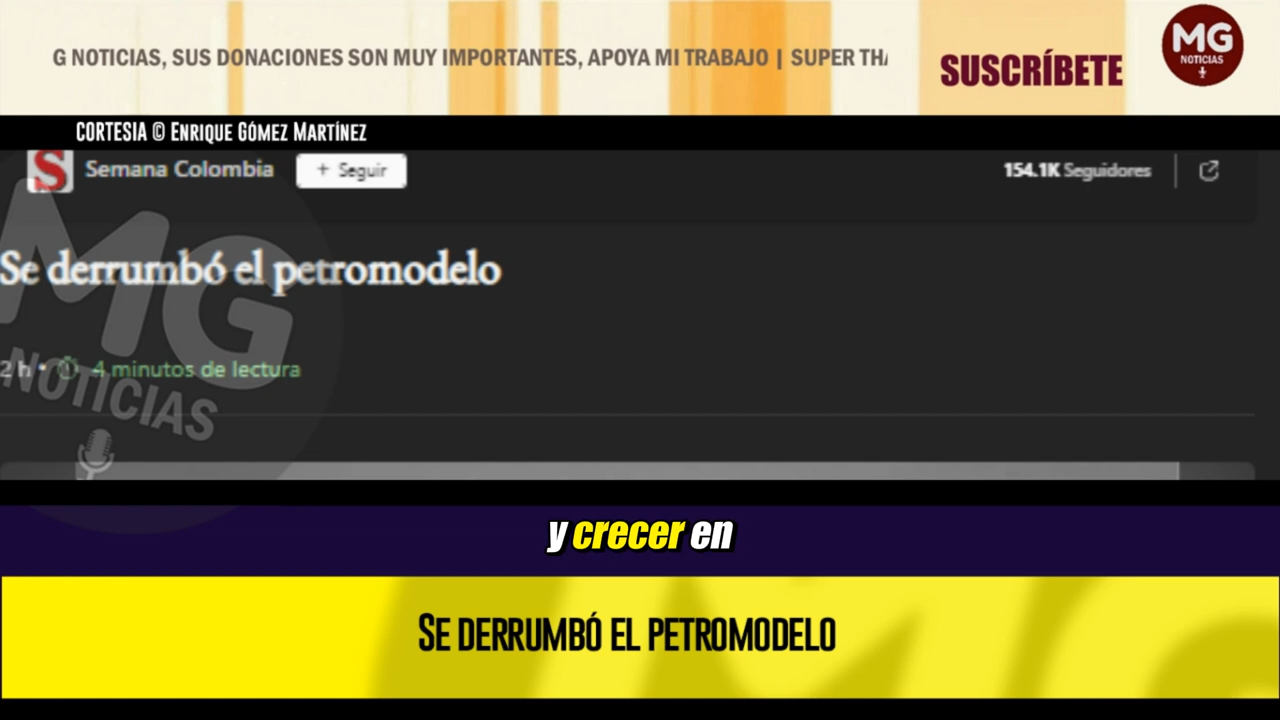 G NOTICIAS, SUS DONACIONES SON MUY IMPORTANTES, APOYA MI TRABAJO | SUPER THA
SUSCRÍBETE
MG
NOTICIAS
CORTESIA © ENRIQUE GÓMEZ MARTÍNEZ
S
Semana Colombia
+ Seguir
154.1K Seguidores
Se derrumbó el petromodelo
2 h • 4 minutos de lectura
MG
NOTICIAS
y crecer en
SE DERRUMBÓ EL PETROMODELO